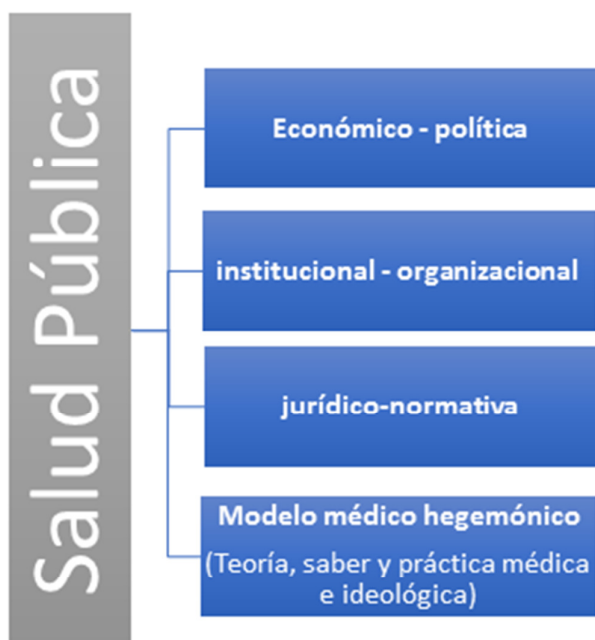 Salud Pública
Económico - política
institucional - organizacional
jurídico-normativa
Modelo médico hegemónico
(Teoría, saber y práctica médica
e ideológica)